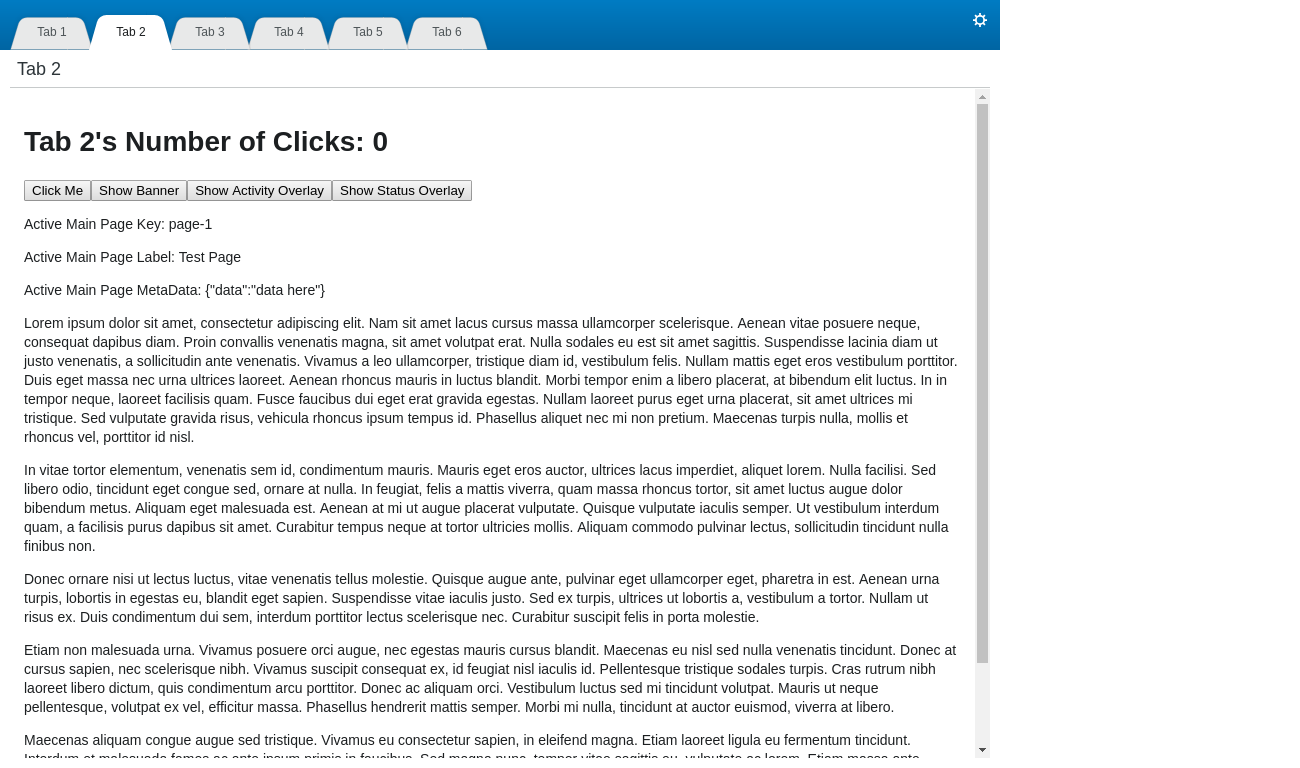 Tab 1 Tab 2 Tab 3 Tab 4 Tab 5 Tab 6
Tab 2
Tab 2's Number of Clicks: 0
Click Me Show Banner Show Activity Overlay Show Status Overlay
Active Main Page Key: page-1
Active Main Page Label: Test Page
Active Main Page MetaData: {"data":"data here"}
Lorem ipsum dolor sit amet, consectetur adipiscing elit. Nam sit amet lacus cursus massa ullamcorper scelerisque. Aenean vitae posuere neque,
consequat dapibus diam. Proin convallis venenatis magna, sit amet volutpat erat. Nulla sodales eu est sit amet sagittis. Suspendisse lacinia diam ut
justo venenatis, a sollicitudin ante venenatis. Vivamus a leo ullamcorper, tristique diam id, vestibulum felis. Nullam mattis eget eros vestibulum porttitor.
Duis eget massa nec urna ultrices laoreet. Aenean rhoncus mauris in luctus blandit. Morbi tempor enim a libero placerat, at bibendum elit luctus. In in
tempor neque, laoreet facilisis quam. Fusce faucibus dui eget erat gravida egestas. Nullam laoreet purus eget urna placerat, sit amet ultrices mi
tristique. Sed vulputate gravida risus, vehicula rhoncus ipsum tempus id. Phasellus aliquet nec mi non pretium. Maecenas turpis nulla, mollis et
rhoncus vel, porttitor id nisl.
In vitae tortor elementum, venenatis sem id, condimentum mauris. Mauris eget eros auctor, ultrices lacus imperdiet, aliquet lorem. Nulla facilisi. Sed
libero odio, tincidunt eget congue sed, ornare at nulla. In feugiat, felis a mattis viverra, quam massa rhoncus tortor, sit amet luctus augue dolor
bibendum metus. Aliquam eget malesuada est. Aenean at mi ut augue placerat vulputate. Quisque vulputate iaculis semper. Ut vestibulum interdum
quam, a facilisis purus dapibus sit amet. Curabitur tempus neque at tortor ultricies mollis. Aliquam commodo pulvinar lectus, sollicitudin tincidunt nulla
finibus non.
Donec ornare nisi ut lectus luctus, vitae venenatis tellus molestie. Quisque augue ante, pulvinar eget ullamcorper eget, pharetra in est. Aenean urna
turpis, lobortis in egestas eu, blandit eget sapien. Suspendisse vitae iaculis justo. Sed ex turpis, ultrices ut lobortis a, vestibulum a tortor. Nullam ut
risus ex. Duis condimentum dui sem, interdum porttitor lectus scelerisque nec. Curabitur suscipit felis in porta molestie.
Etiam non malesuada urna. Vivamus posuere orci augue, nec egestas mauris cursus blandit. Maecenas eu nisl sed nulla venenatis tincidunt. Donec at
cursus sapien, nec scelerisque nibh. Vivamus suscipit consequat ex, id feugiat nisl iaculis id. Pellentesque tristique sodales turpis. Cras rutrum nibh
laoreet libero dictum, quis condimentum arcu porttitor. Donec ac aliquam orci. Vestibulum luctus sed mi tincidunt volutpat. Mauris ut neque
pellentesque, volutpat ex vel, efficitur massa. Phasellus hendrerit mattis semper. Morbi mi nulla, tincidunt at auctor euismod, viverra at libero.
Maecenas aliquam congue augue sed tristique. Vivamus eu consectetur sapien, in eleifend magna. Etiam laoreet ligula eu fermentum tincidunt.